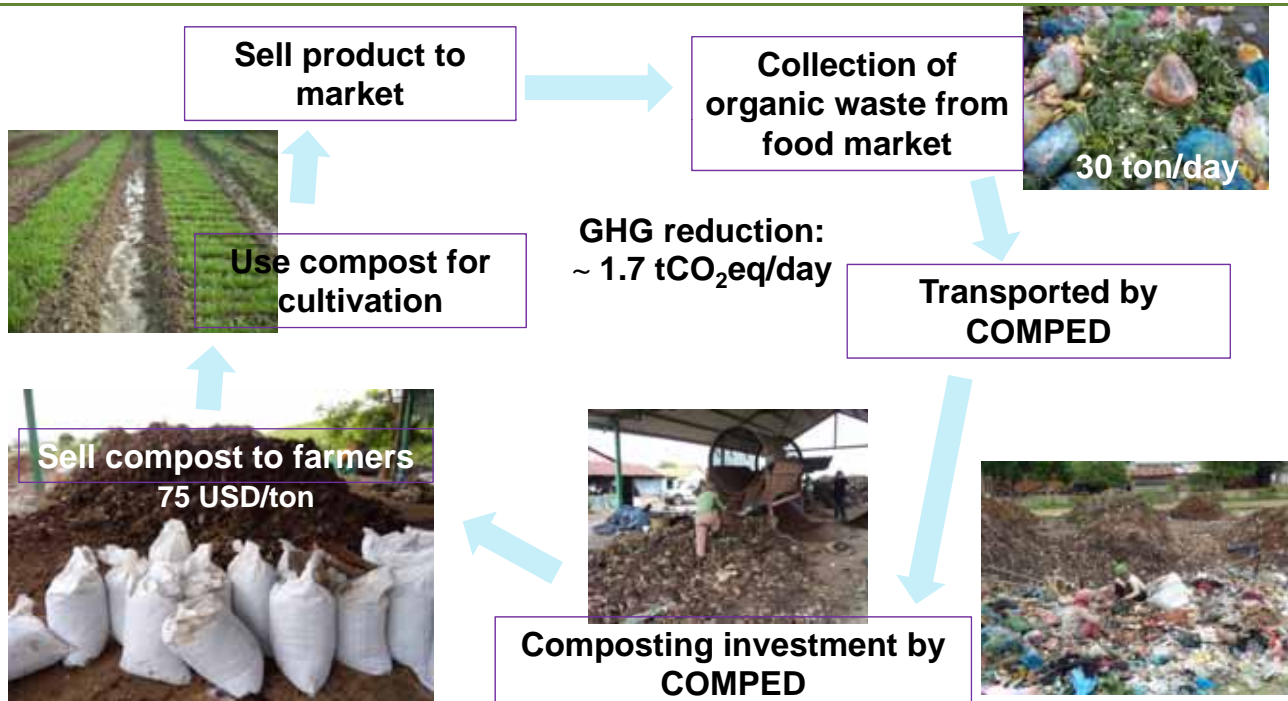 Sell product to
market
Collection of
organic waste from
food market
30 ton/day
Use compost for
cultivation
GHG reduction:
~ 1.7 tCO₂eq/day
Transported by
COMPED
Sell compost to farmers
75 USD/ton
Composting investment by
COMPED